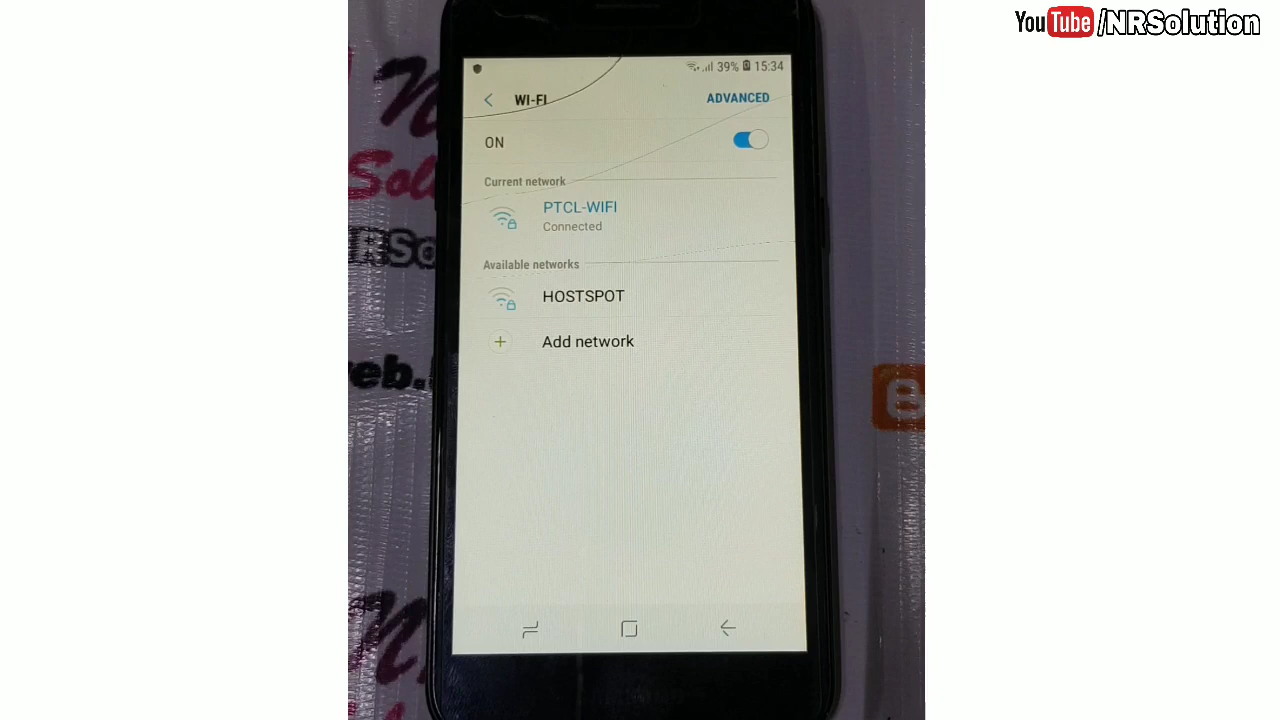 YouTube/NRSolution
39% 15:34
WI-FI ADVANCED
ON
Current network
PTCL-WIFI
Connected
Available networks
HOSTSPOT
Add network